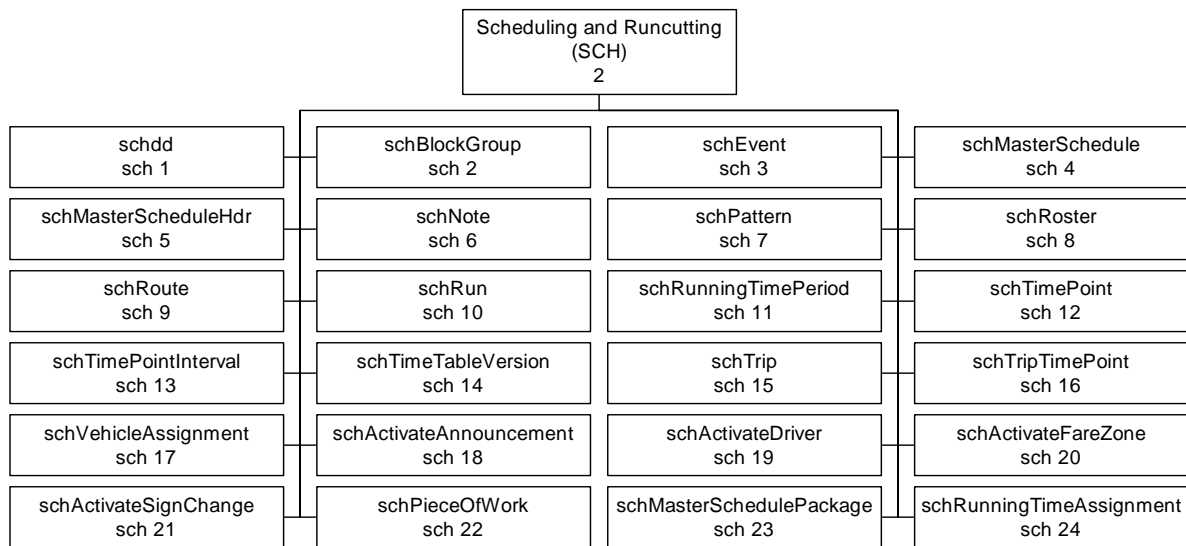 Scheduling and Runcutting
(SCH)
2
schdd
sch 1
schBlockGroup
sch 2
schEvent
sch 3
schMasterSchedule
sch 4
schMasterScheduleHdr
sch 5
schNote
sch 6
schPattern
sch 7
schRoster
sch 8
schRoute
sch 9
schRun
sch 10
schRunningTimePeriod
sch 11
schTimePoint
sch 12
schTimePointInterval
sch 13
schTimeTableVersion
sch 14
schTrip
sch 15
schTripTimePoint
sch 16
schVehicleAssignment
sch 17
schActivateAnnouncement
sch 18
schActivateDriver
sch 19
schActivateFareZone
sch 20
schActivateSignChange
sch 21
schPieceOfWork
sch 22
schMasterSchedulePackage
sch 23
schRunningTimeAssignment
sch 24